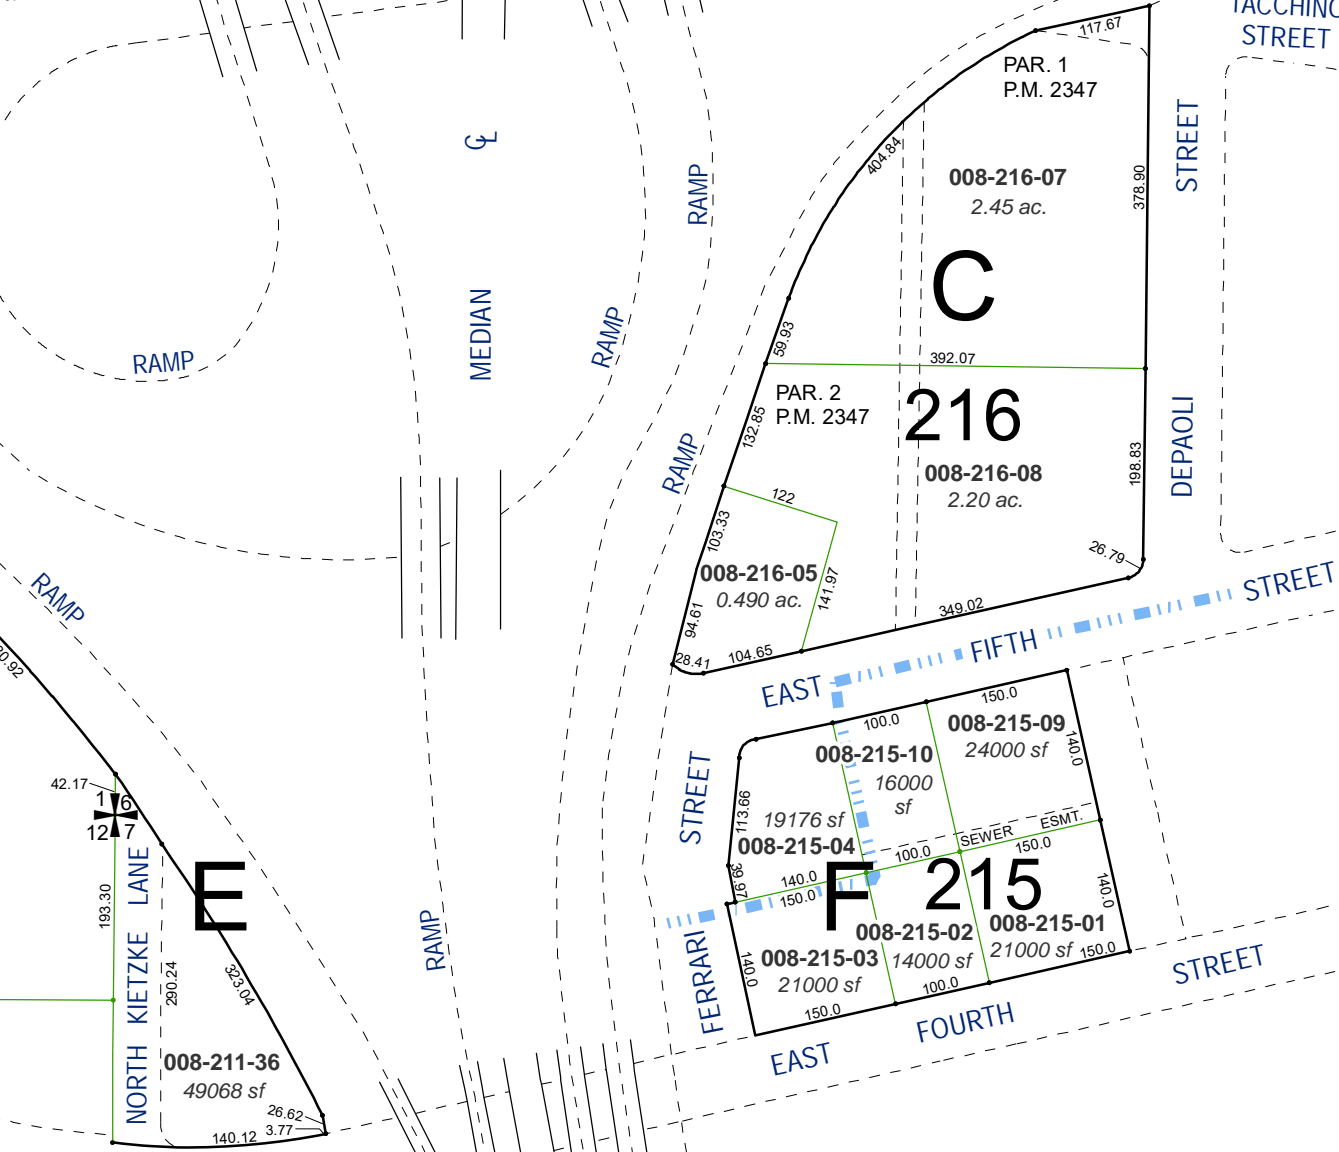 TACCHINO
STREET
117.67
PAR. 1
P.M. 2347
404.84
008-216-07
2.45 ac.
378.90
STREET
C
RAMP
MEDIAN
RAMP
RAMP
59.93
392.07
PAR. 2
P.M. 2347
216
132.85
RAMP
008-216-08
2.20 ac.
198.83
DEPAOLI
122
103.33
26.79
008-216-05
0.490 ac.
141.97
94.61
349.02
28.41
104.65
EAST FIFTH STREET
RAMP
0.92
42.17
1 6
12 7
193.30
E
NORTH KIETZKE LANE
290.24
323.04
008-211-36
49068 sf
26.62
3.77
140.12
RAMP
STREET
100.0
150.0
008-215-09
24000 sf
140.0
008-215-10
16000
sf
113.66
19176 sf
008-215-04
SEWER ESMT.
39.97
140.0
100.0
150.0
150.0
F
215
140.0
008-215-01
21000 sf
008-215-02
14000 sf
008-215-03
21000 sf
140.0
150.0
100.0
150.0
FERRARI
EAST FOURTH STREET